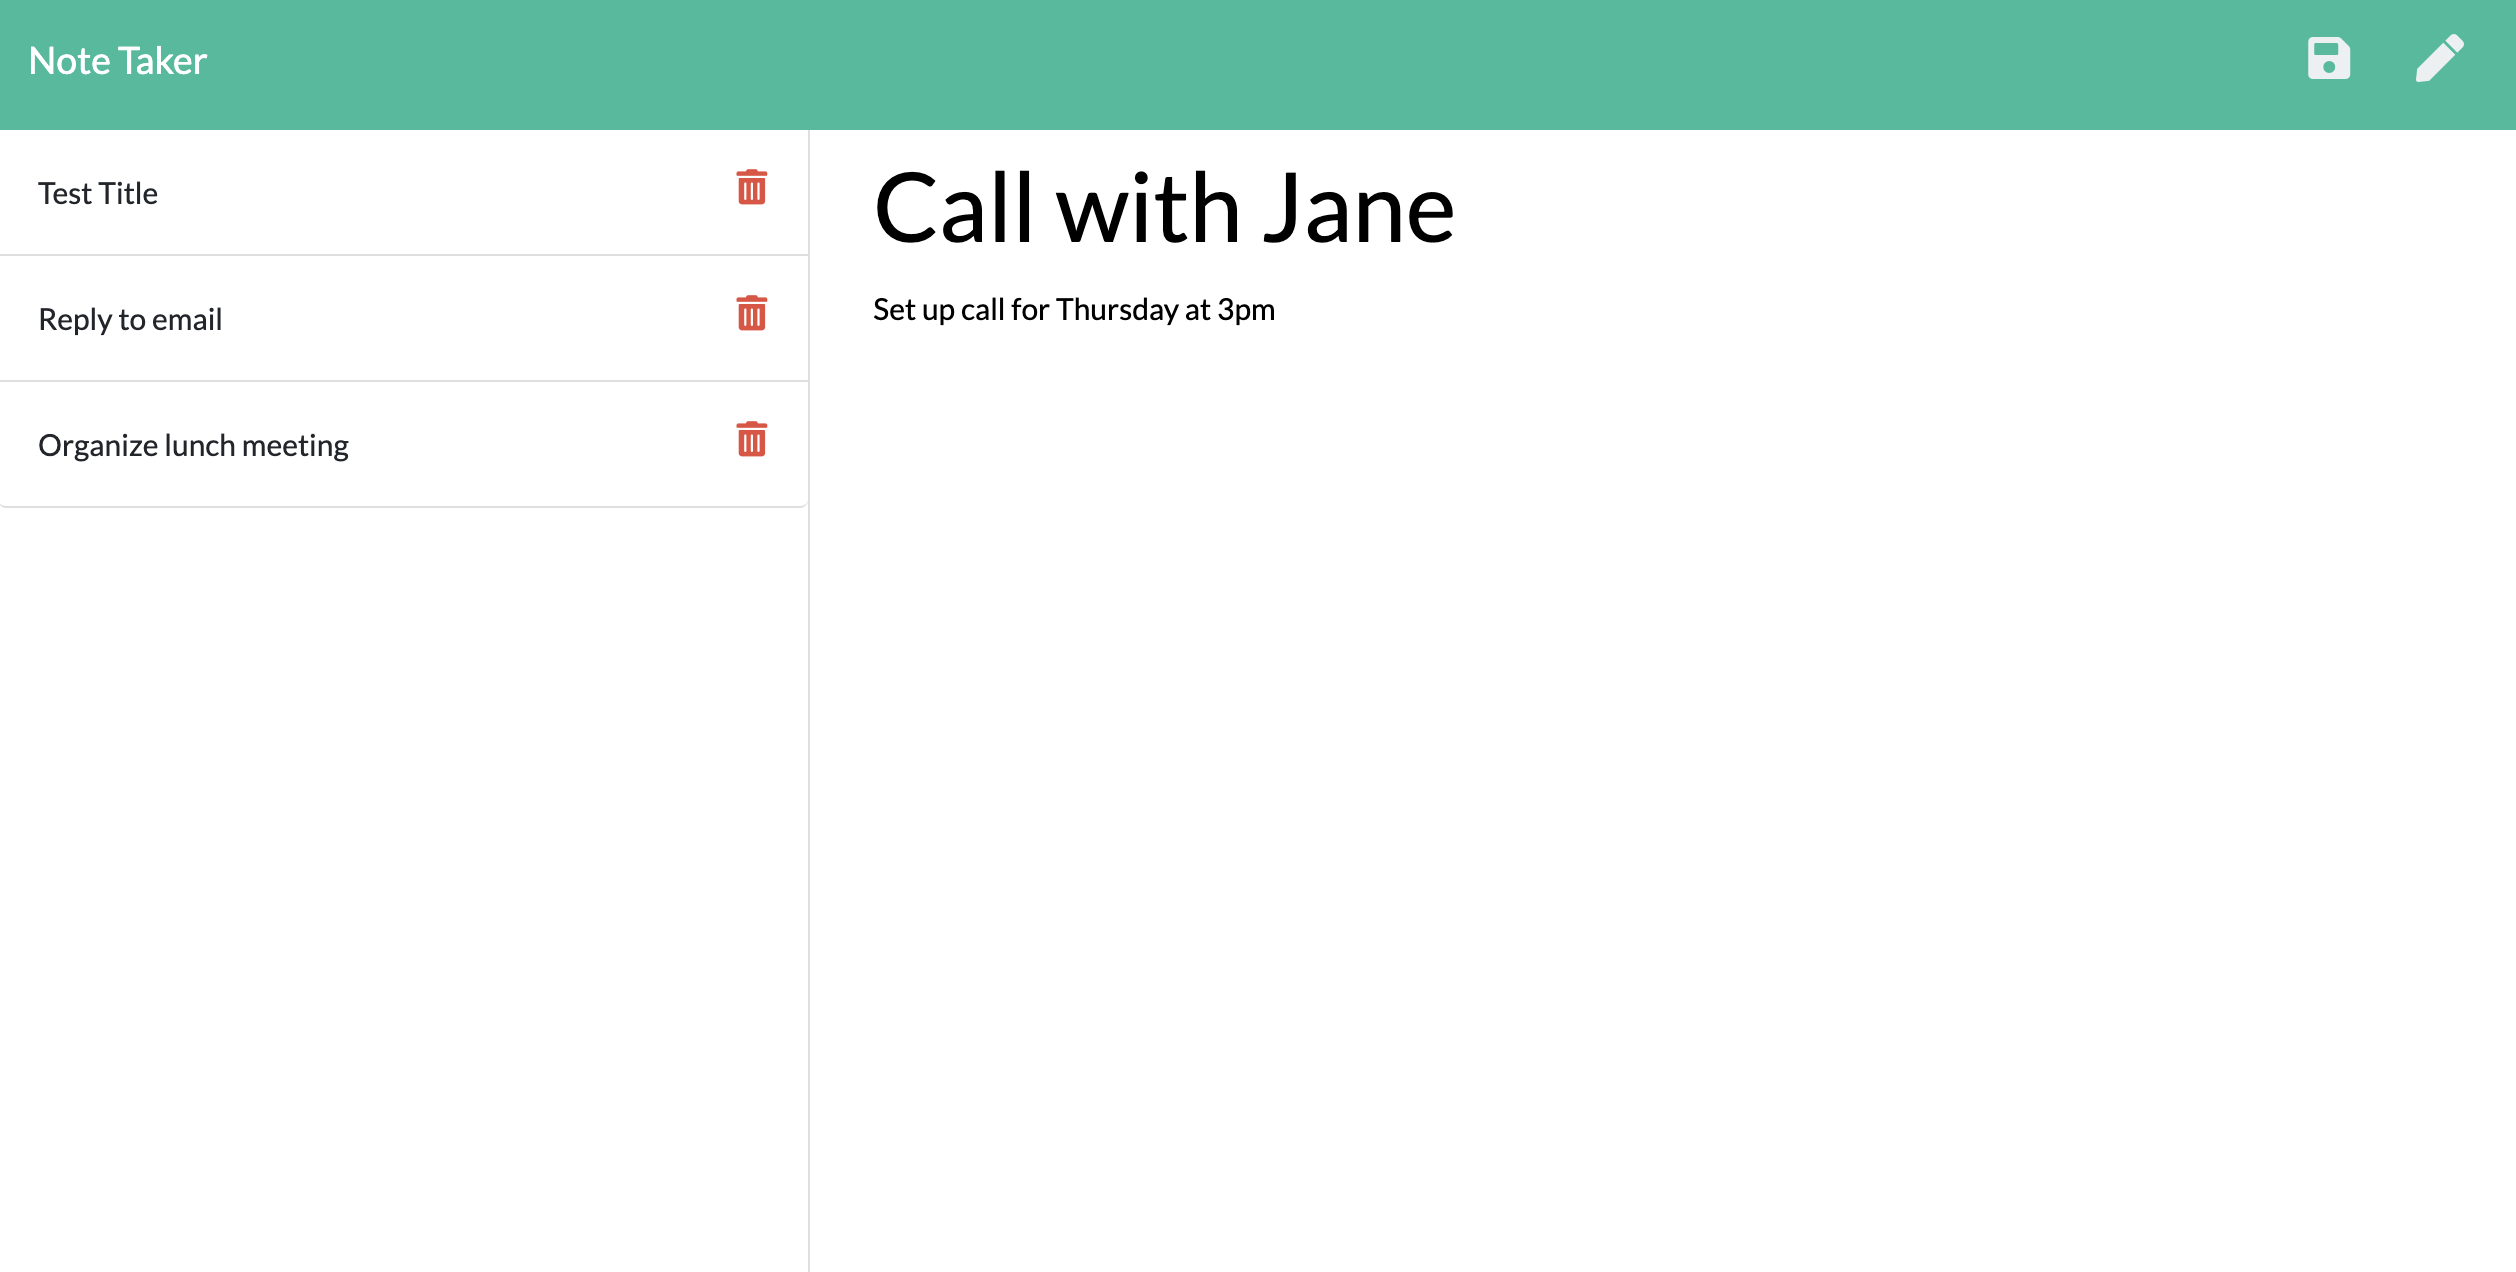 Note Taker
Test Title
Reply to email
Organize lunch meeting
Call with Jane
Set up call for Thursday at 3pm